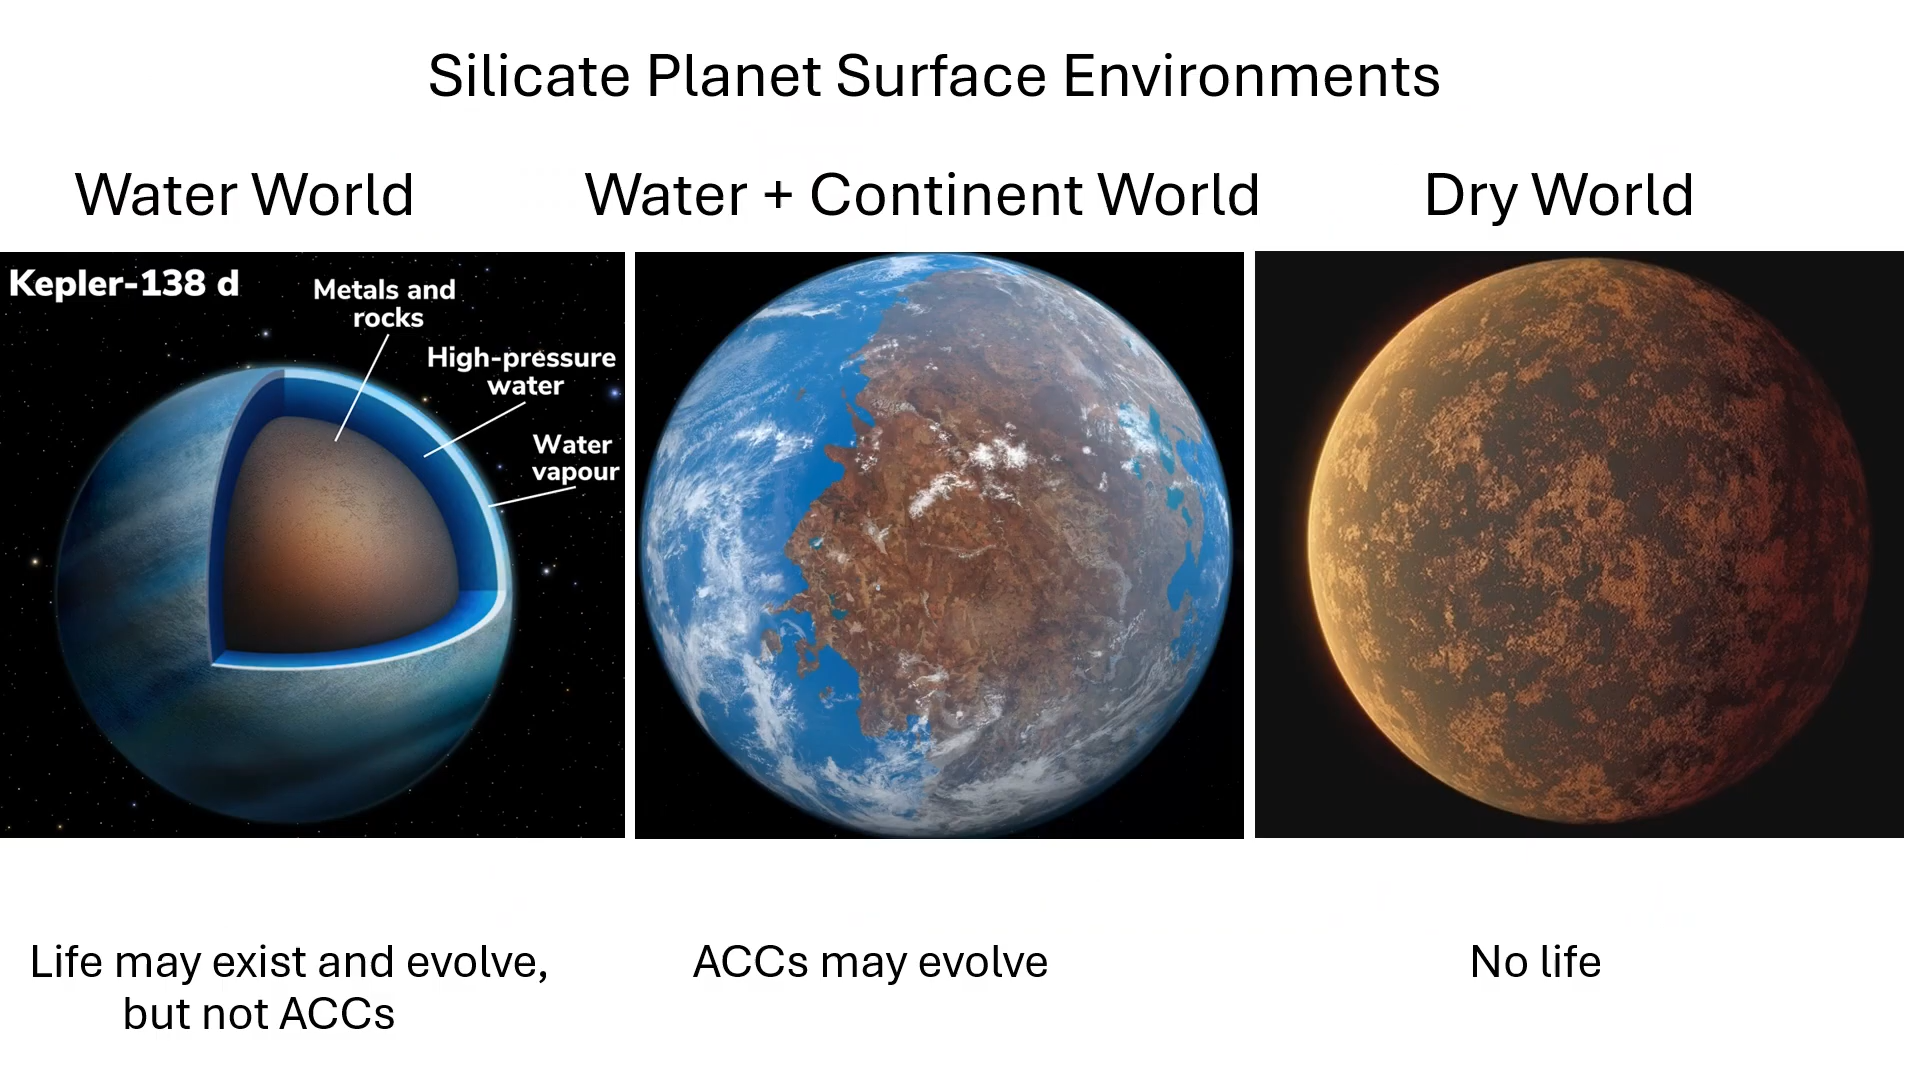 Silicate Planet Surface Environments
Water World
Water + Continent World
Dry World
Kepler-138 d
Metals and
rocks
High-pressure
water
Water
vapour
Life may exist and evolve,
but not ACCs
ACCs may evolve
No life